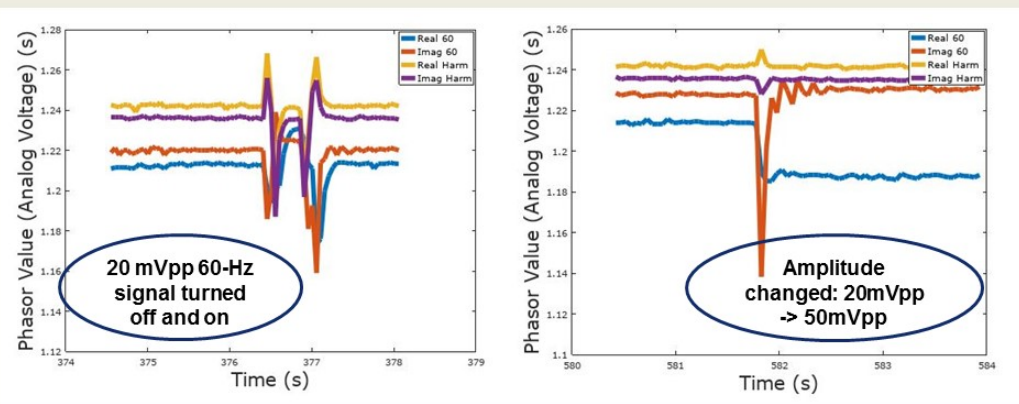 Phasor Value (Analog Voltage) (s)
1.28
1.26
1.24
1.22
1.2
1.18
1.16
1.14
1.12
374
375
376
377
378
379
Time (s)
Real 60
Imag 60
Real Harm
Imag Harm
20 mVpp 60-Hz
signal turned
off and on
Phasor Value (Analog Voltage) (s)
1.26
1.24
1.22
1.2
1.18
1.16
1.14
1.12
1.1
580
581
582
583
584
Time (s)
Real 60
Imag 60
Real Harm
Imag Harm
Amplitude
changed: 20mVpp
-> 50mVpp